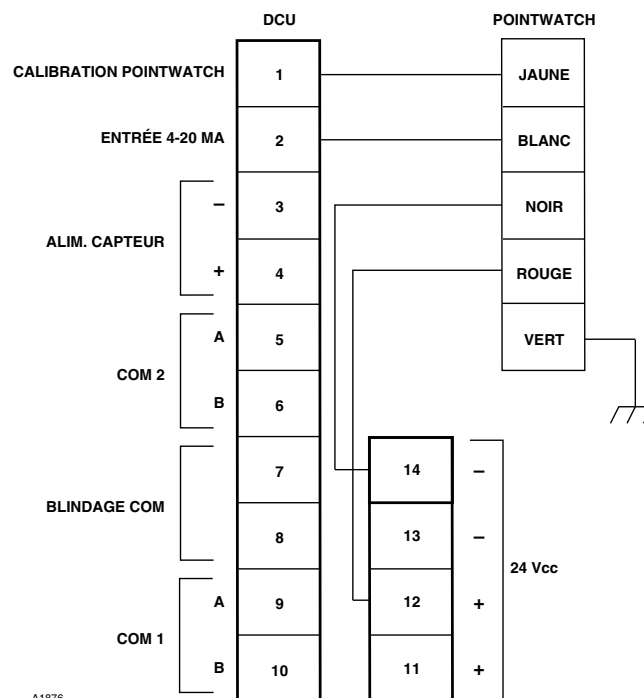 DCU POINTWATCH
CALIBRATION POINTWATCH 1 JAUNE
ENTRÉE 4-20 MA 2 BLANC
– 3 NOIR
ALIM. CAPTEUR
+ 4 ROUGE
A 5 VERT
COM 2
B 6
7 14 –
BLINDAGE COM
8 13 –
24 Vcc
A 9 12 +
COM 1
B 10 11 +
A1876